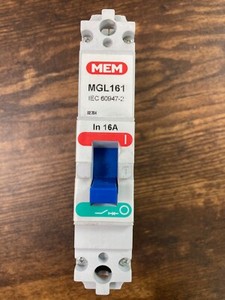 MEM
MGL161
IEC 60947-2
In 16A
I
O